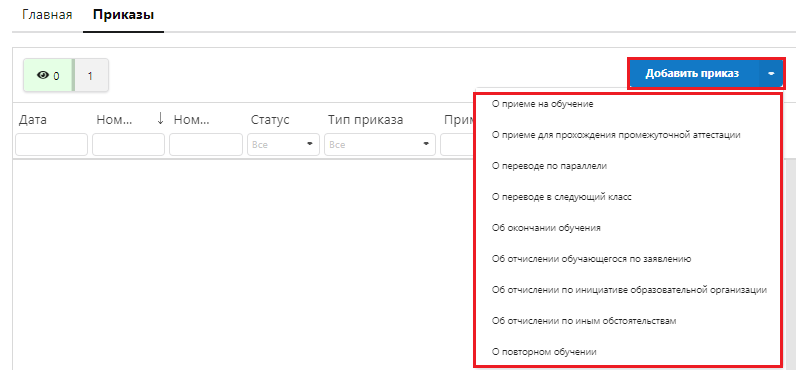 Главная Приказы
0 1 Добавить приказ
О приеме на обучение
Дата Ном... Ном... Статус Тип приказа Прим
О приеме для прохождения промежуточной аттестации
Все Все
О переводе по параллели
О переводе в следующий класс
Об окончании обучения
Об отчислении обучающегося по заявлению
Об отчислении по инициативе образовательной организации
Об отчислении по иным обстоятельствам
О повторном обучении